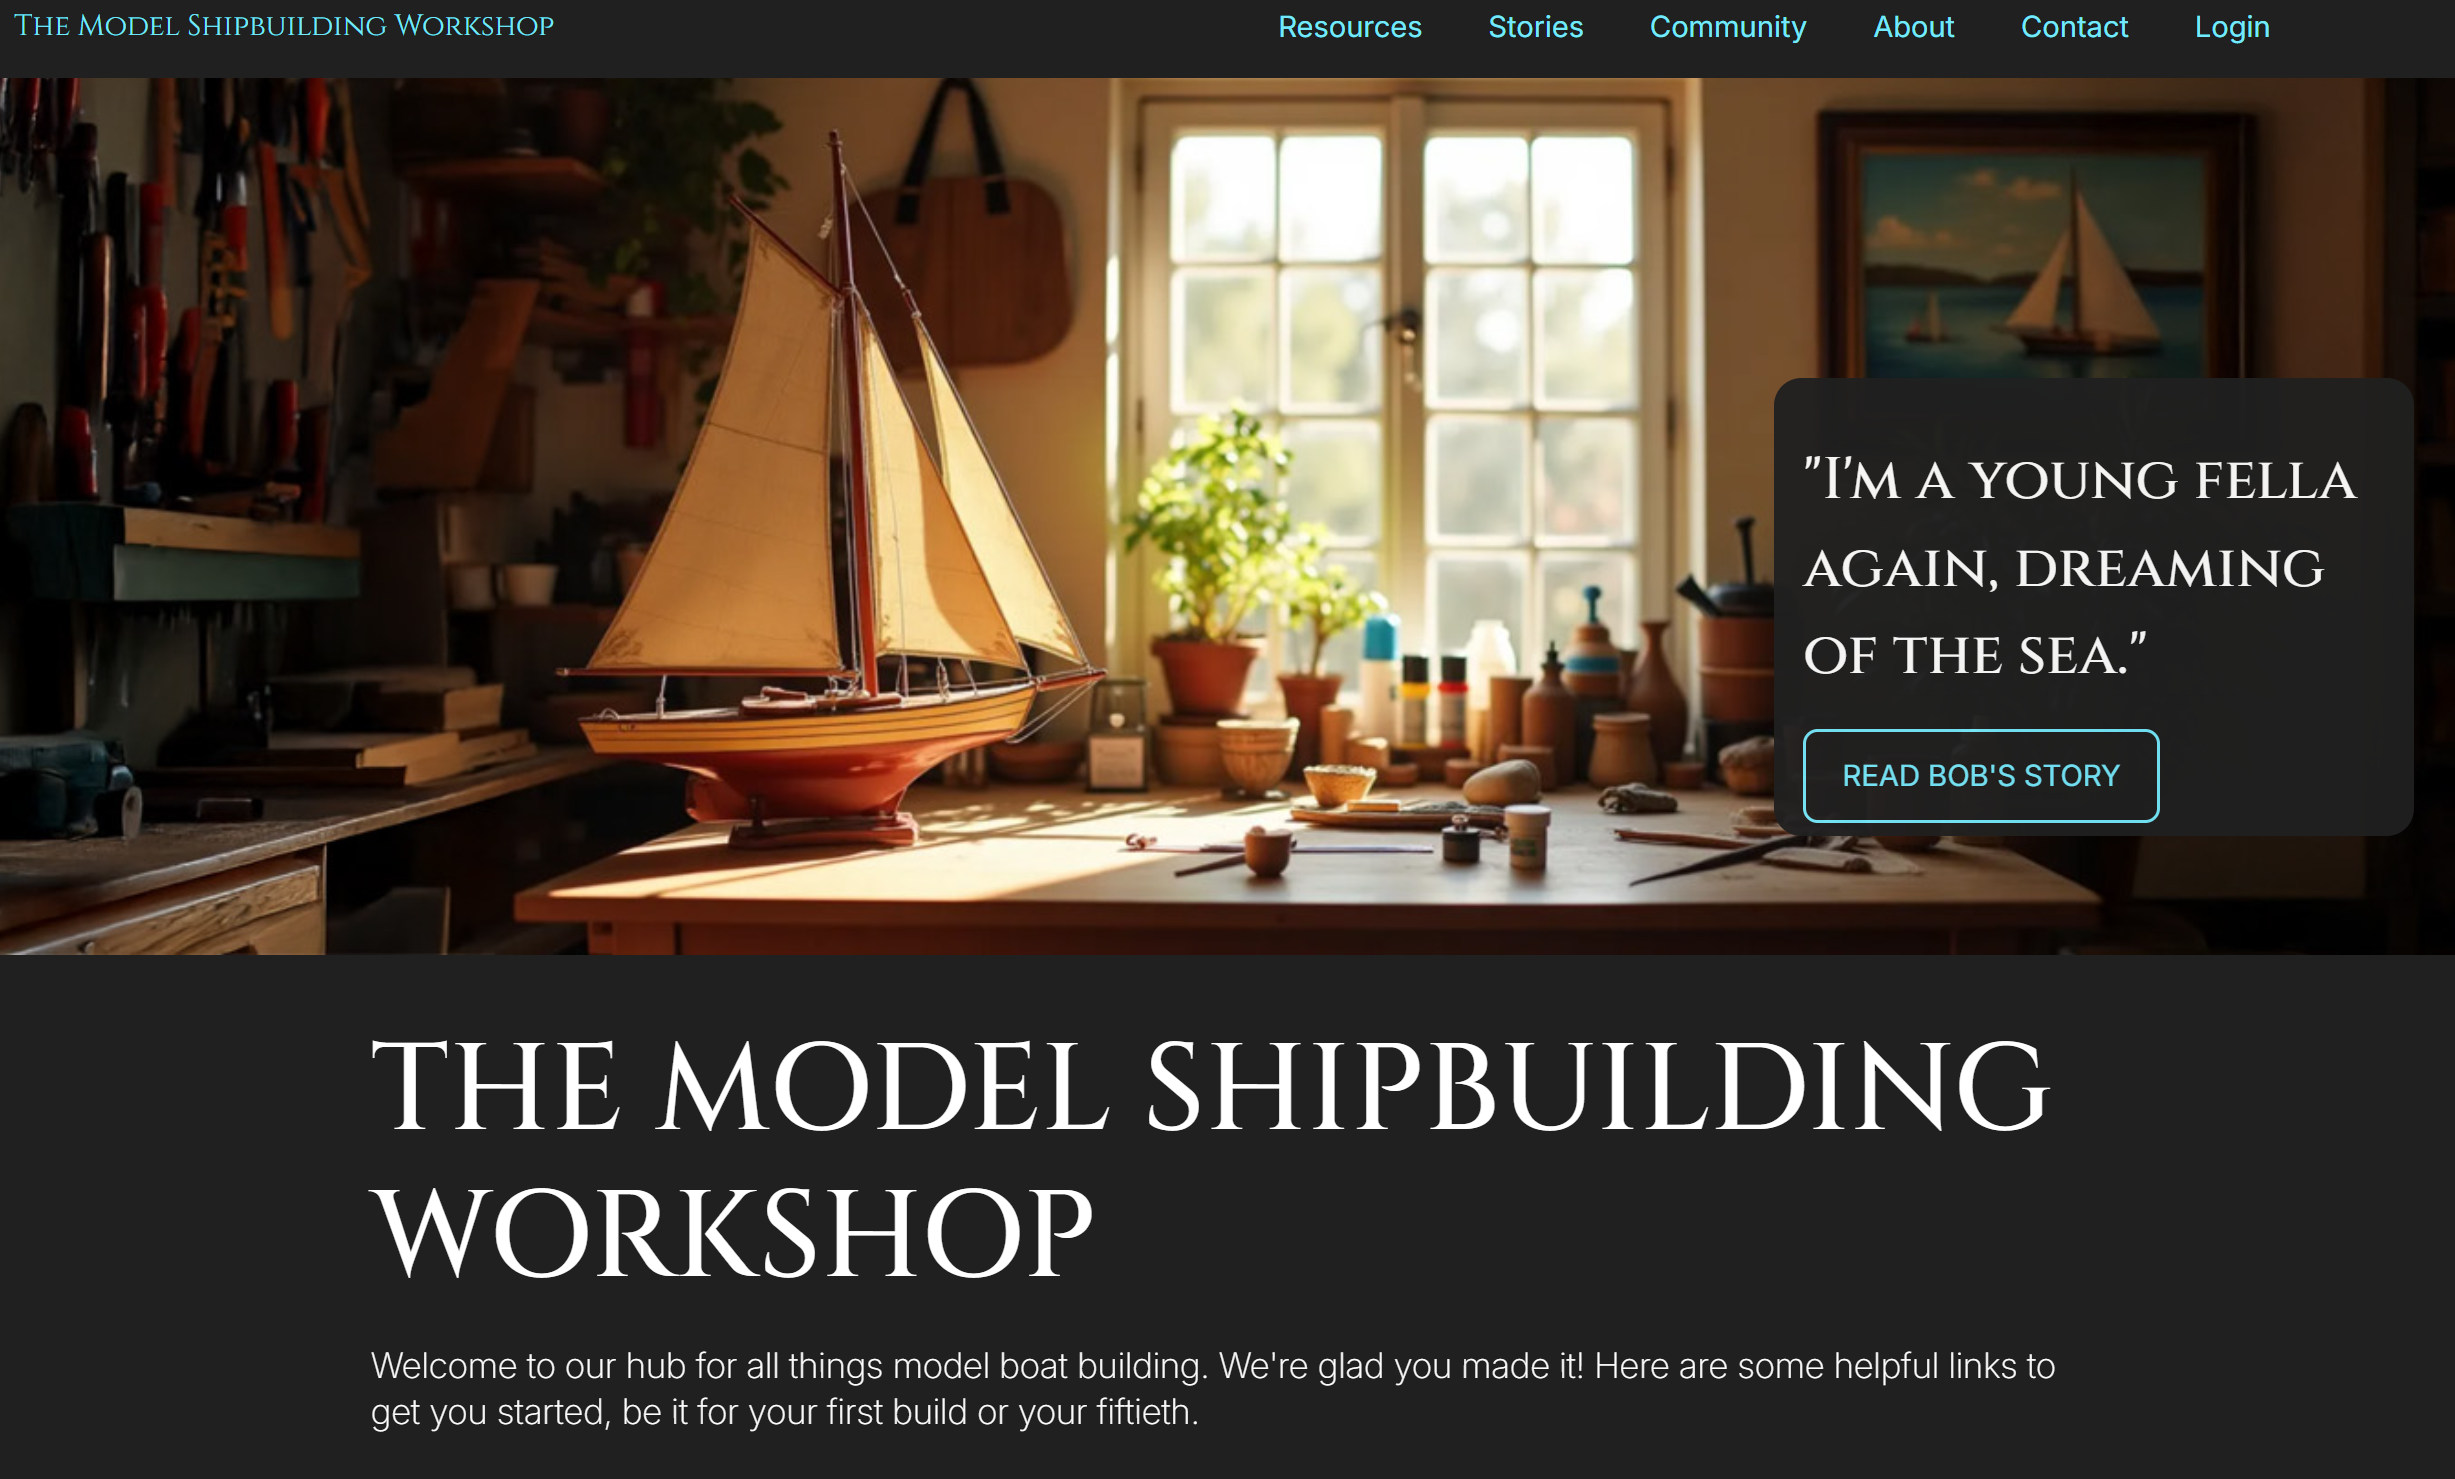 The Model Shipbuilding Workshop
Resources Stories Community About Contact Login
"I'm a young fella
again, dreaming
of the sea."
READ BOB'S STORY
THE MODEL SHIPBUILDING
WORKSHOP
Welcome to our hub for all things model boat building. We're glad you made it! Here are some helpful links to
get you started, be it for your first build or your fiftieth.